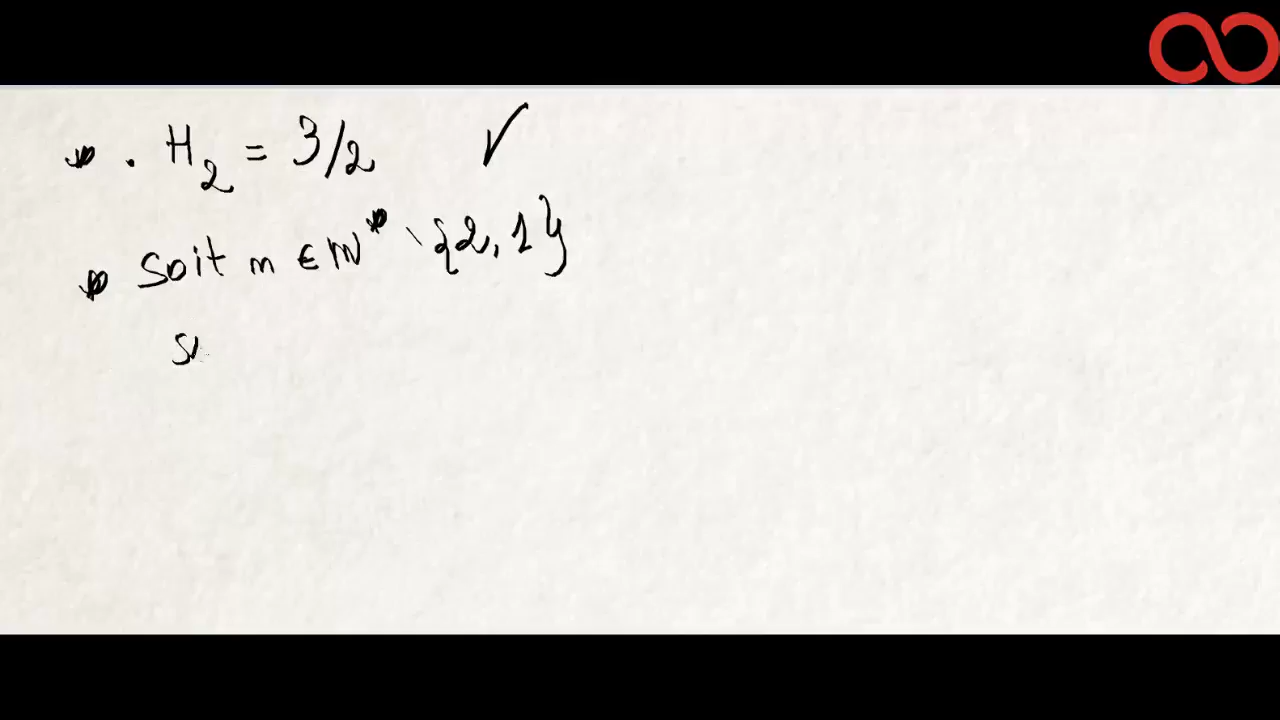 * . H₂ = 3/2 ✓
* Soit n ∈ ℕ* \ {2, 1}